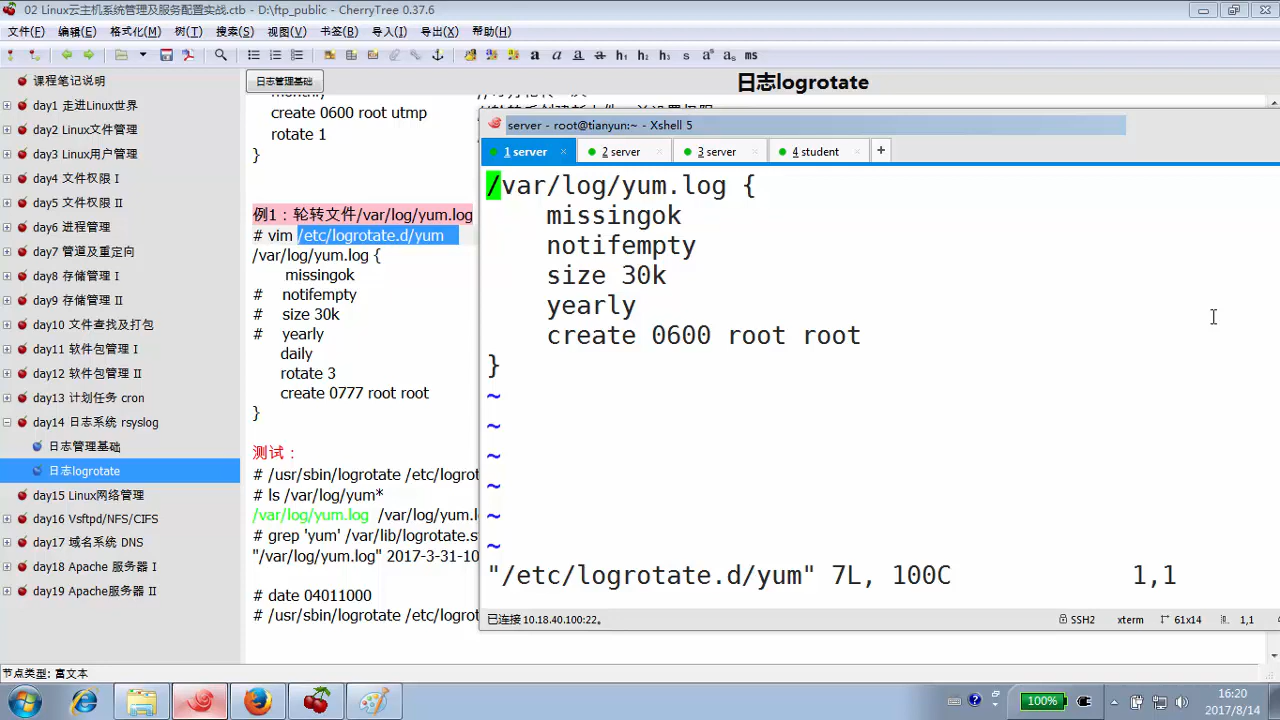 02 Linux云主机系统管理及服务配置实战.ctb - D:\ftp_public - CherryTree 0.37.6
文件(F) 编辑(E) 格式化(M) 树(T) 搜索(S) 视图(V) 书签(B) 导入(I) 导出(X) 帮助(H)
h₁ h₂ h₃ s aˢ aₛ ms
课程笔记说明
day1 走进Linux世界
day2 Linux文件管理
day3 Linux用户管理
day4 文件权限 I
day5 文件权限 II
day6 进程管理
day7 管道及重定向
day8 存储管理 I
day9 存储管理 II
day10 文件查找及打包
day11 软件包管理 I
day12 软件包管理 II
day13 计划任务 cron
day14 日志系统 rsyslog
日志管理基础
日志logrotate
day15 Linux网络管理
day16 Vsftpd/NFS/CIFS
day17 域名系统 DNS
day18 Apache 服务器 I
day19 Apache服务器 II
日志管理基础
日志logrotate
create 0600 root utmp
rotate 1
}
例1：轮转文件/var/log/yum.log
# vim /etc/logrotate.d/yum
/var/log/yum.log {
missingok
# notifempty
# size 30k
# yearly
daily
rotate 3
create 0777 root root
}
测试：
# /usr/sbin/logrotate /etc/logrot
# ls /var/log/yum*
/var/log/yum.log /var/log/yum.l
# grep 'yum' /var/lib/logrotate.s
"/var/log/yum.log" 2017-3-31-10
# date 04011000
# /usr/sbin/logrotate /etc/logrot
server - root@tianyun:~ - Xshell 5
1 server × 2 server × 3 server × 4 student × +
/var/log/yum.log {
missingok
notifempty
size 30k
yearly
create 0600 root root
}
~
~
~
~
~
~
"/etc/logrotate.d/yum" 7L, 100C 1,1
已连接 10.18.40.100:22。 SSH2 xterm 61x14 1,1
节点类型: 富文本
100%
16:20
2017/8/14